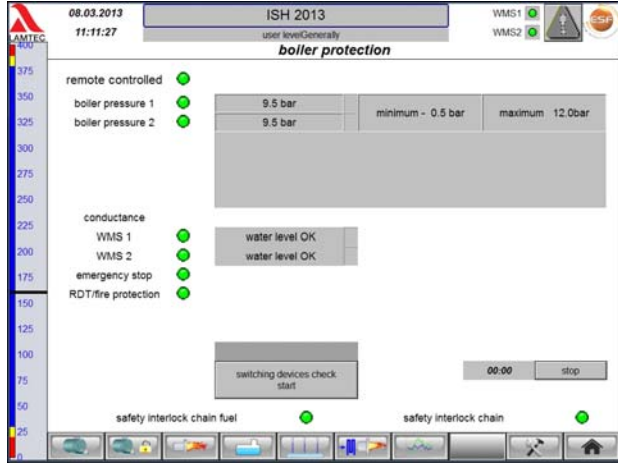 08.03.2013
ISH 2013
WMS1
ESF
11:11:27
user levelGenerally
WMS2
LAMTEC
boiler protection
400
375
remote controlled
350
boiler pressure 1
9.5 bar
minimum - 0.5 bar
maximum 12.0bar
325
boiler pressure 2
9.5 bar
300
275
250
conductance
225
WMS 1
water level OK
200
WMS 2
water level OK
175
emergency stop
RDT/fire protection
150
125
100
75
switching devices check
start
00:00
stop
50
safety interlock chain fuel
safety interlock chain
25
0